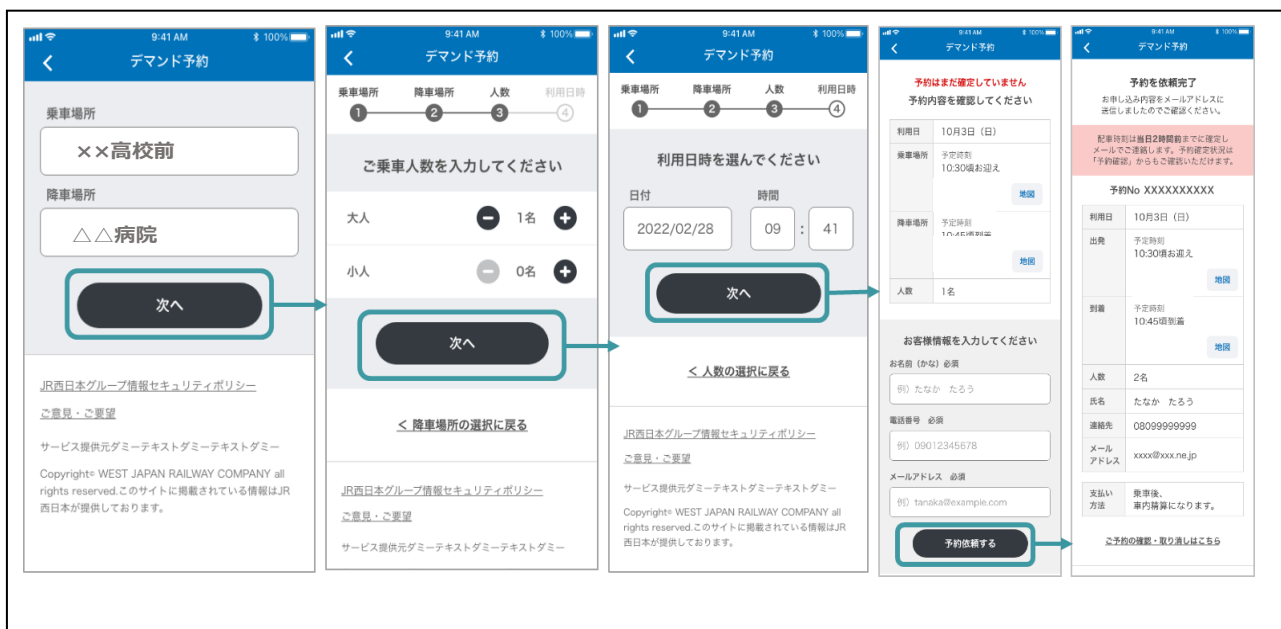 9:41 AM
100%
デマンド予約
乗車場所
××高校前
降車場所
△△病院
次へ
JR西日本グループ情報セキュリティポリシー
ご意見・ご要望
サービス提供元ダミーテキストダミーテキストダミー
Copyright© WEST JAPAN RAILWAY COMPANY all
rights reserved.このサイトに掲載されている情報はJR
西日本が提供しております。
9:41 AM
100%
デマンド予約
乗車場所 降車場所 人数 利用日時
1 2 3 4
ご乗車人数を入力してください
大人 1名
小人 0名
次へ
< 降車場所の選択に戻る
JR西日本グループ情報セキュリティポリシー
ご意見・ご要望
サービス提供元ダミーテキストダミーテキストダミー
9:41 AM
100%
デマンド予約
乗車場所 降車場所 人数 利用日時
1 2 3 4
利用日時を選んでください
日付 時間
2022/02/28 09 : 41
次へ
< 人数の選択に戻る
JR西日本グループ情報セキュリティポリシー
ご意見・ご要望
サービス提供元ダミーテキストダミーテキストダミー
Copyright© WEST JAPAN RAILWAY COMPANY all
rights reserved.このサイトに掲載されている情報はJR
西日本が提供しております。
9:41 AM
100%
デマンド予約
予約はまだ確定していません
予約内容を確認してください
利用日 10月3日（日）
乗車場所 予定時刻
10:30頃お迎え
地図
降車場所 予定時刻
10:45頃到着
地図
人数 1名
お客様情報を入力してください
お名前（かな）必須
例）たなか たろう
電話番号 必須
例）09012345678
メールアドレス 必須
例）tanaka@example.com
予約依頼する
9:41 AM
100%
デマンド予約
予約を依頼完了
お申し込み内容をメールアドレスに
送信しましたのでご確認ください。
配車時刻は当日2時間前までに確定し
メールでご連絡します。予約確定状況は
「予約確認」からもご確認いただけます。
予約No XXXXXXXXXX
利用日 10月3日（日）
出発 予定時刻
10:30頃お迎え
地図
到着 予定時刻
10:45頃到着
地図
人数 2名
氏名 たなか たろう
連絡先 08099999999
メール
アドレス xxxx@xxx.ne.jp
支払い 乗車後、
方法 車内精算になります。
ご予約の確認・取り消しはこちら